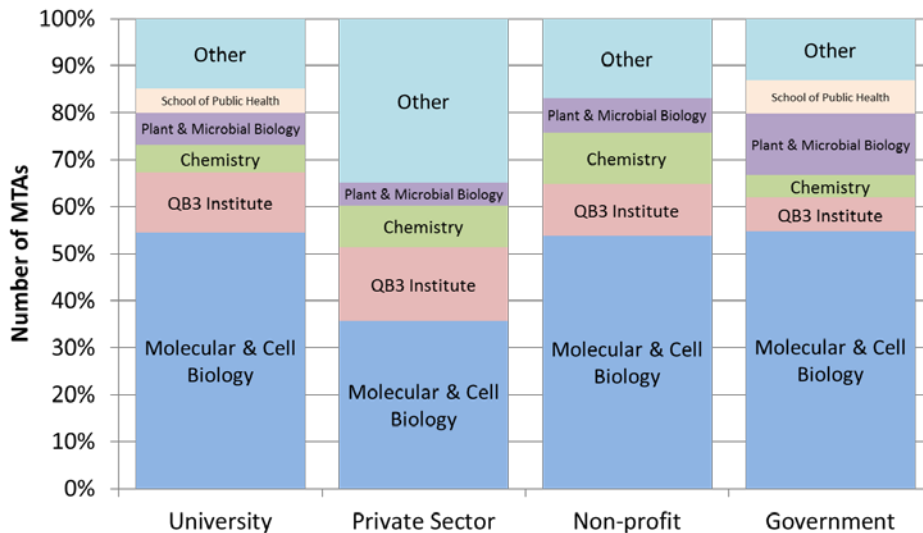 Number of MTAs
100%
90%
80%
70%
60%
50%
40%
30%
20%
10%
0%
Other
School of Public Health
Plant & Microbial Biology
Chemistry
QB3 Institute
Molecular & Cell
Biology
Other
Plant & Microbial Biology
Chemistry
QB3 Institute
Molecular & Cell
Biology
Other
Plant & Microbial Biology
Chemistry
QB3 Institute
Molecular & Cell
Biology
Other
School of Public Health
Plant & Microbial Biology
Chemistry
QB3 Institute
Molecular & Cell
Biology
University
Private Sector
Non-profit
Government